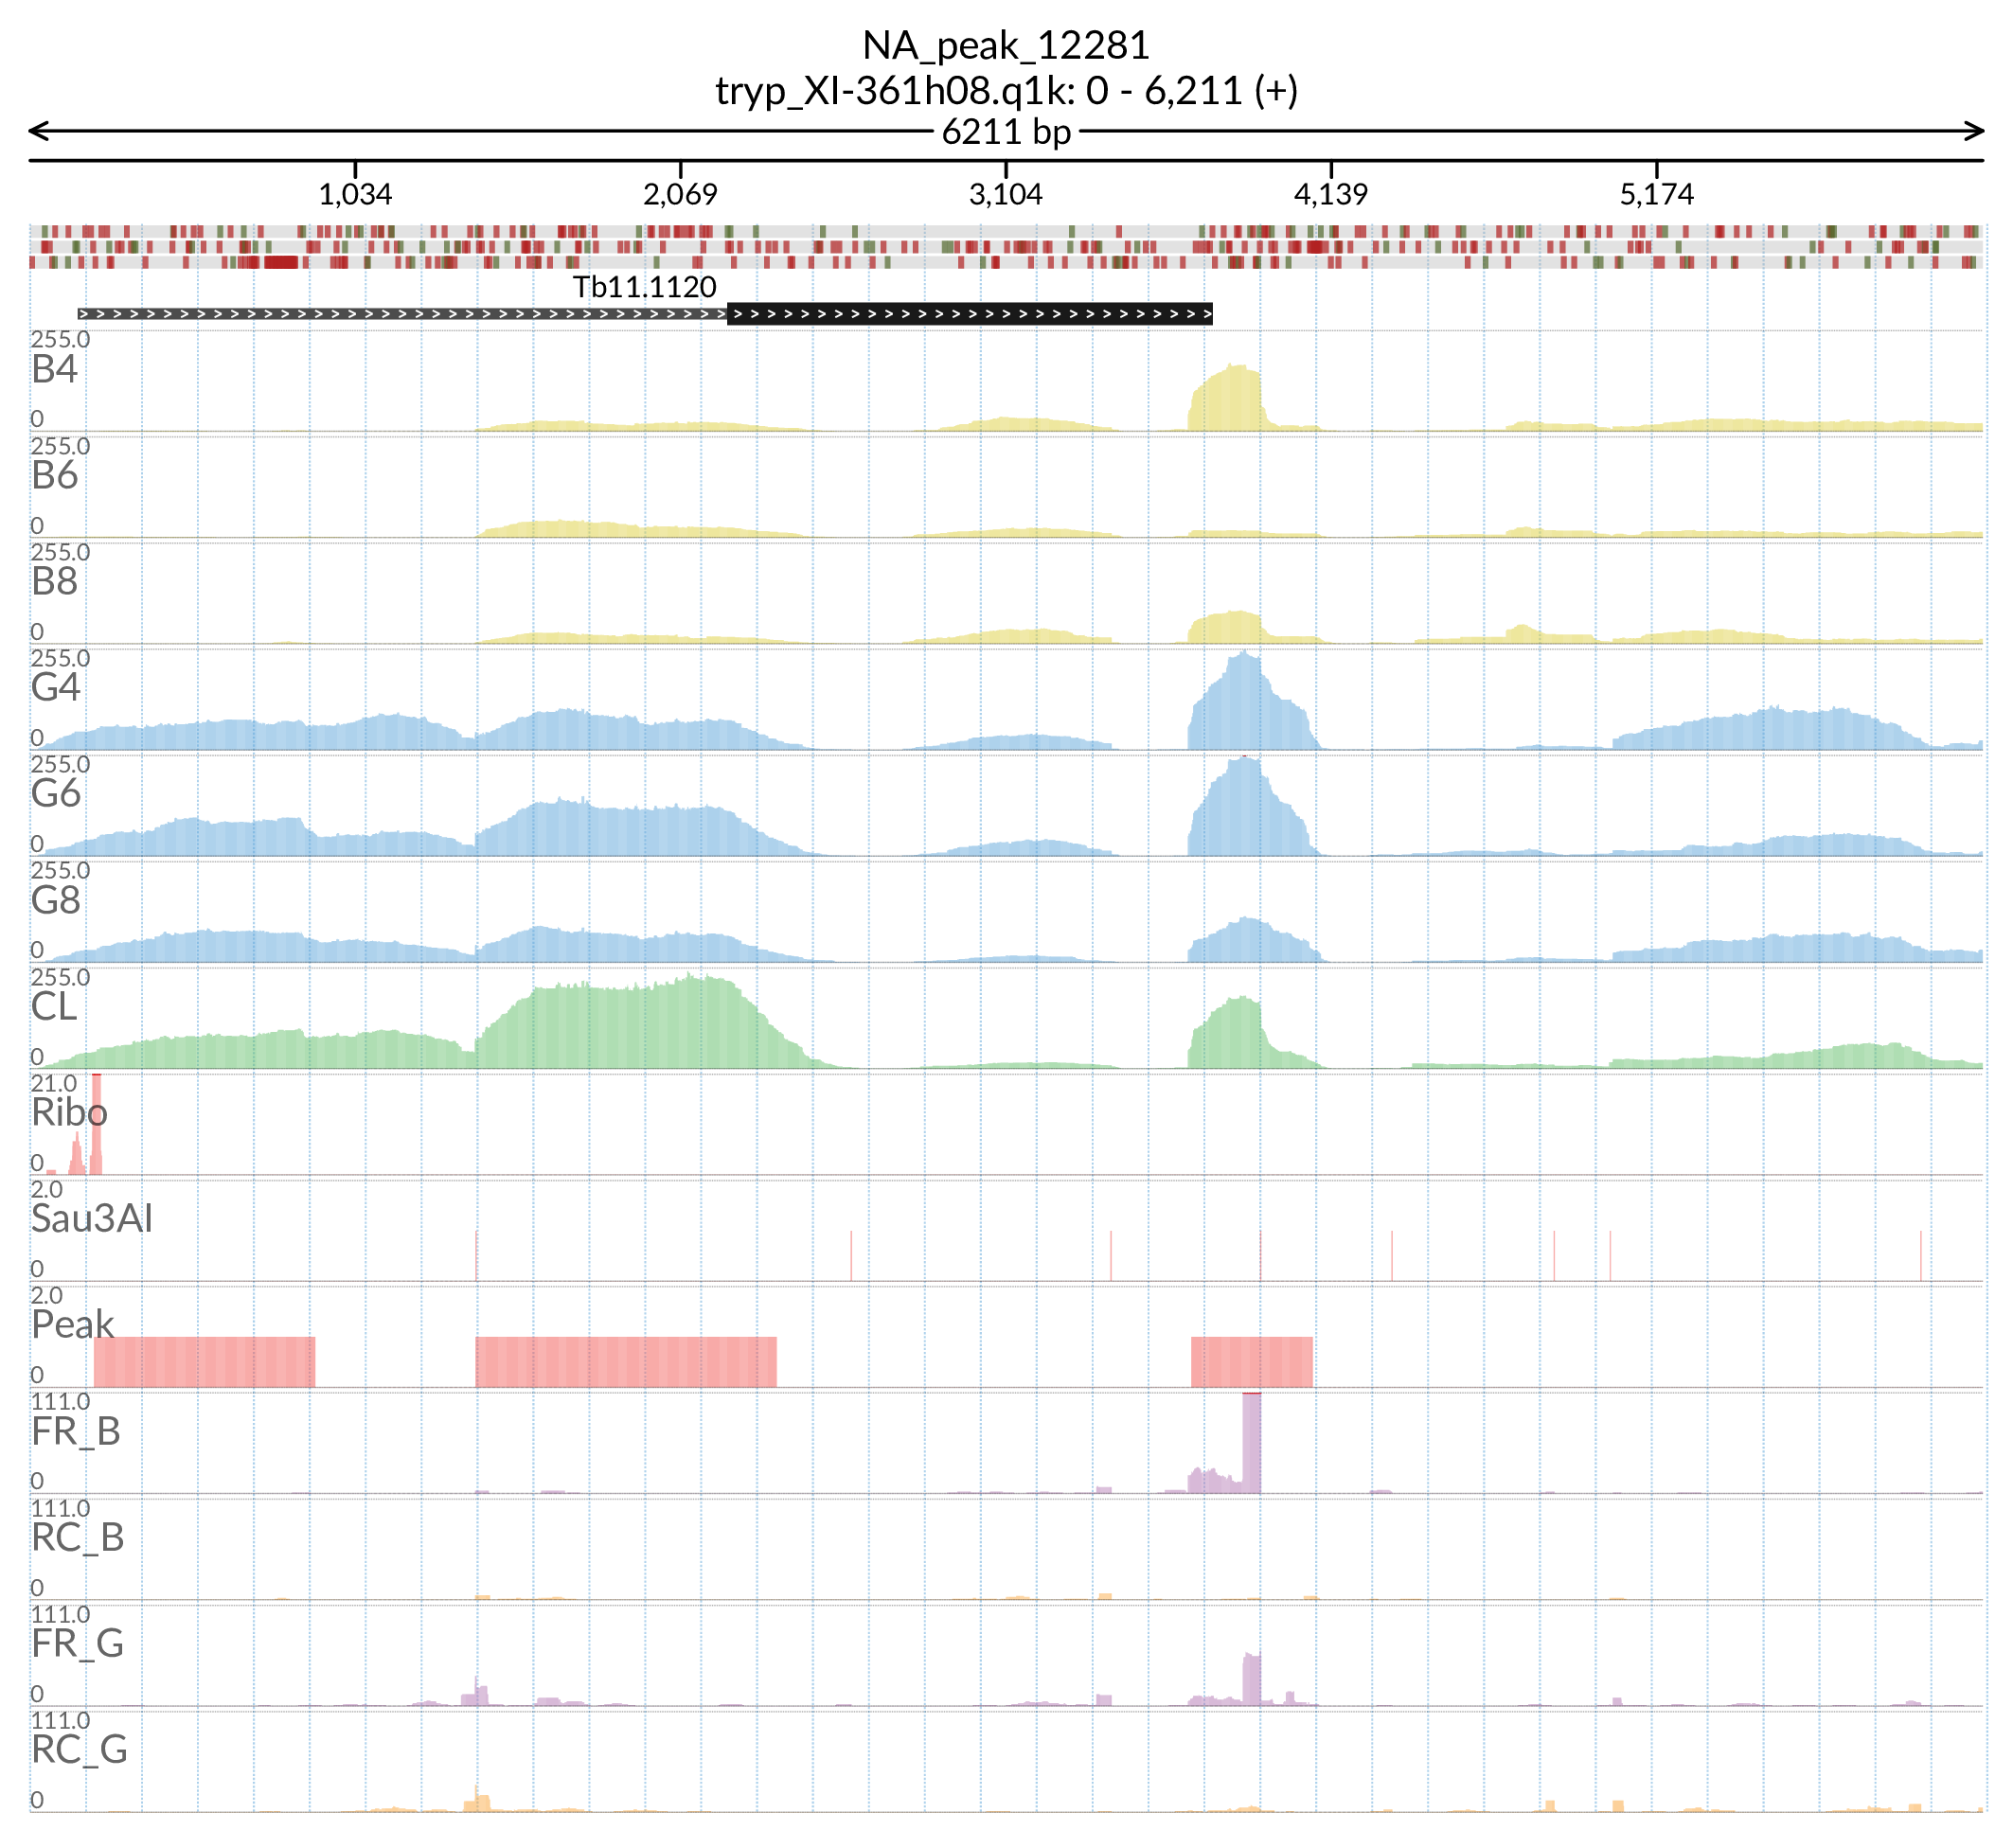 NA_peak_12281
tryp_XI-361h08.q1k: 0 - 6,211 (+)
6211 bp
1,034 2,069 3,104 4,139 5,174
Tb11.1120
255.0
B4
0
255.0
B6
0
255.0
B8
0
255.0
G4
0
255.0
G6
0
255.0
G8
0
255.0
CL
0
21.0
Ribo
0
2.0
Sau3AI
0
2.0
Peak
0
111.0
FR_B
0
111.0
RC_B
0
111.0
FR_G
0
111.0
RC_G
0